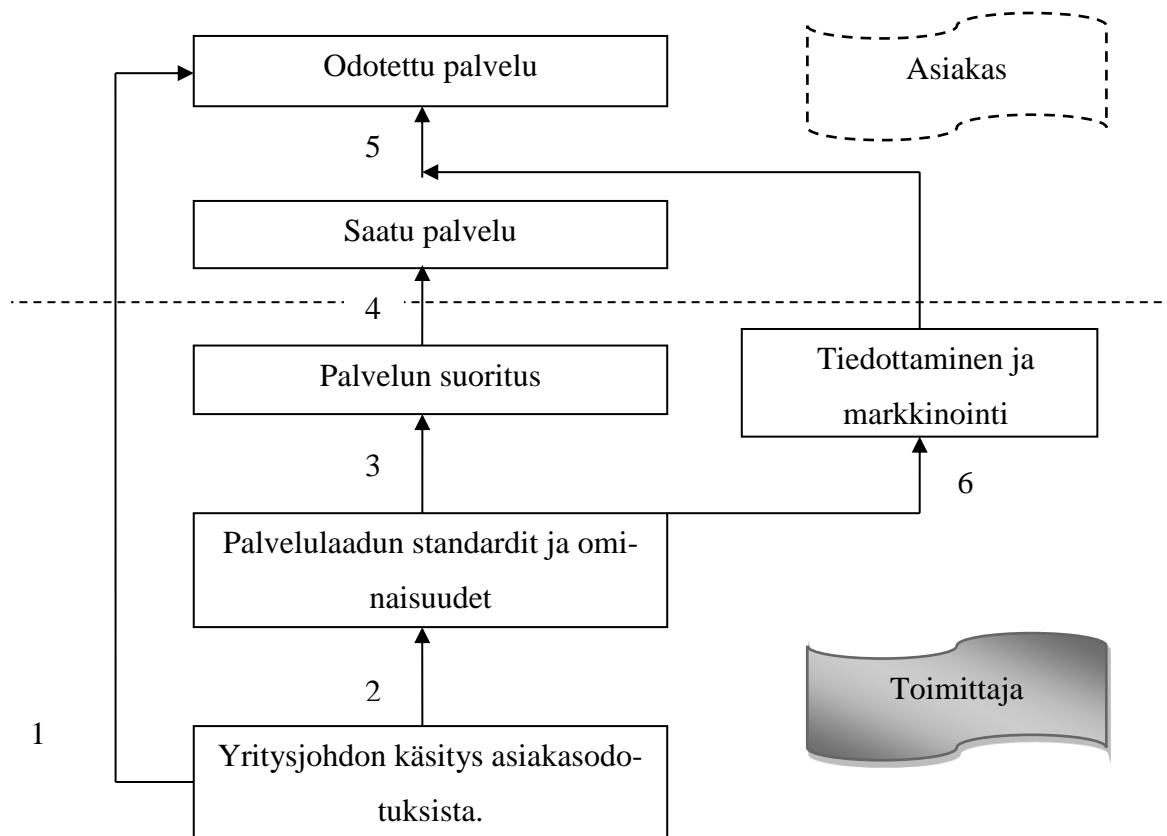 Odotettu palvelu
Asiakas
5
Saatu palvelu
4
Palvelun suoritus
Tiedottaminen ja
markkinointi
3
6
Palvelulaadun standardit ja omi-
naisuudet
2
Toimittaja
1
Yritysjohdon käsitys asiakasodo-
tuksista.